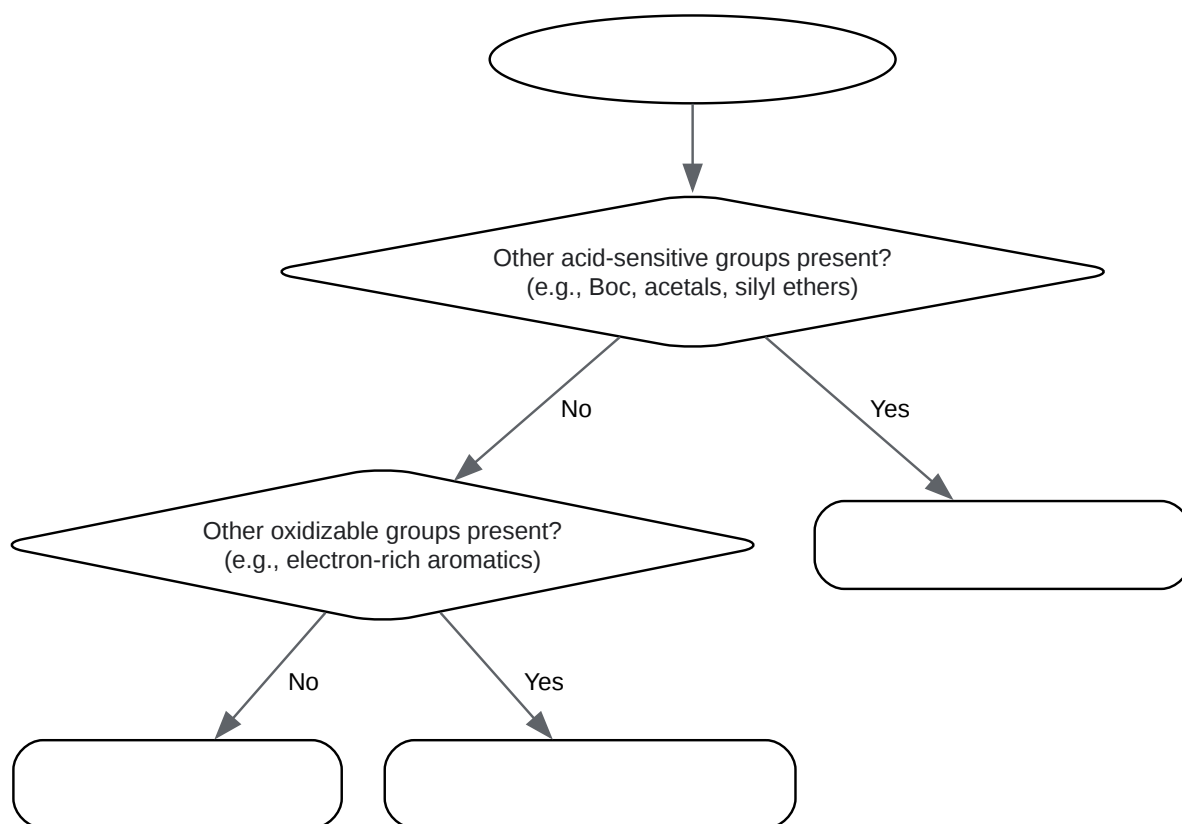 Other acid-sensitive groups present?
(e.g., Boc, acetals, silyl ethers)
No
Yes
Other oxidizable groups present?
(e.g., electron-rich aromatics)
No
Yes